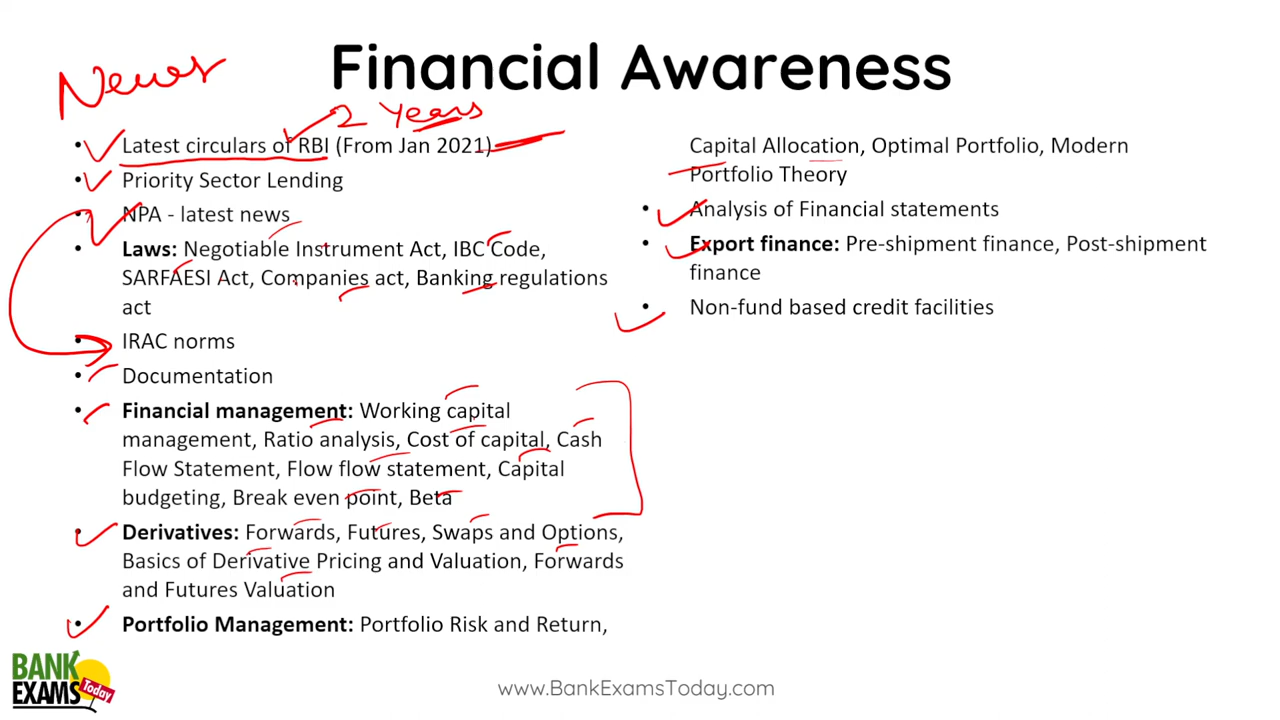 Financial Awareness
News
2 Years
• Latest circulars of RBI (From Jan 2021)
• Priority Sector Lending
• NPA - latest news
• Laws: Negotiable Instrument Act, IBC Code,
SARFAESI Act, Companies act, Banking regulations
act
• IRAC norms
• Documentation
• Financial management: Working capital
management, Ratio analysis, Cost of capital, Cash
Flow Statement, Flow flow statement, Capital
budgeting, Break even point, Beta
• Derivatives: Forwards, Futures, Swaps and Options,
Basics of Derivative Pricing and Valuation, Forwards
and Futures Valuation
• Portfolio Management: Portfolio Risk and Return,
Capital Allocation, Optimal Portfolio, Modern
Portfolio Theory
• Analysis of Financial statements
• Export finance: Pre-shipment finance, Post-shipment
finance
• Non-fund based credit facilities
BANK
EXAMS
Today
www.BankExamsToday.com